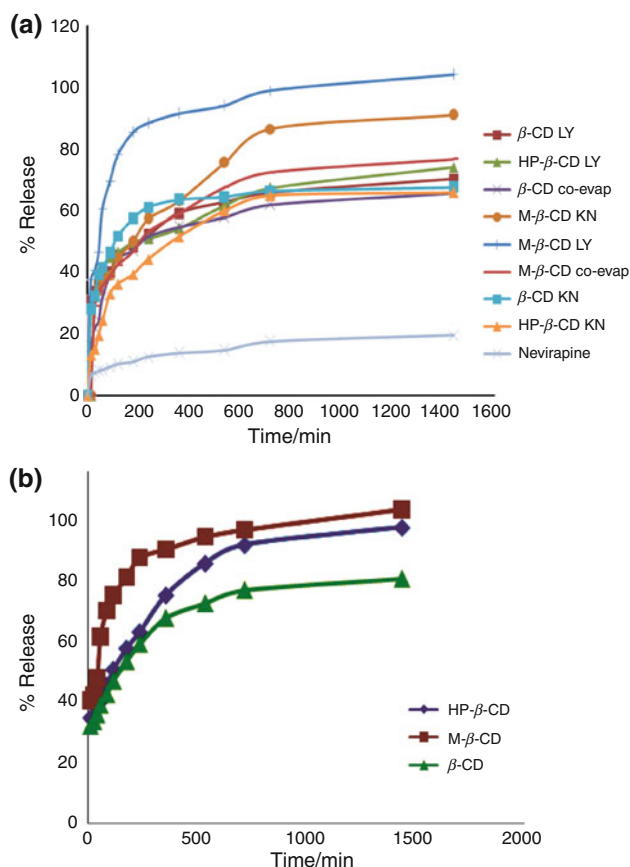 (a)
120
100
80
60
40
20
0
% Release
0 200 400 600 800 1000 1200 1400 1600
Time/min
β-CD LY
HP-β-CD LY
β-CD co-evap
M-β-CD KN
M-β-CD LY
M-β-CD co-evap
β-CD KN
HP-β-CD KN
Nevirapine
(b)
100
80
60
40
20
0
% Release
0 500 1000 1500 2000
Time/min
HP-β-CD
M-β-CD
β-CD